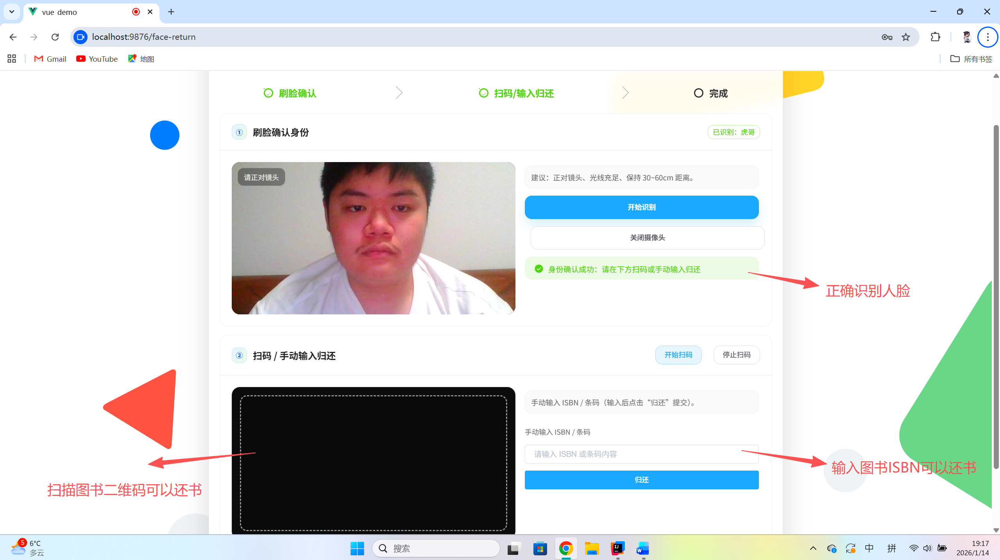 vue demo
localhost:9876/face-return
Gmail
YouTube
地图
所有书签
刷脸确认
扫码/输入归还
完成
① 刷脸确认身份
已识别：虎哥
请正对镜头
建议：正对镜头、光线充足、保持 30~60cm 距离。
开始识别
关闭摄像头
身份确认成功：请在下方扫码或手动输入归还
正确识别人脸
② 扫码 / 手动输入归还
开始扫码
停止扫码
手动输入 ISBN / 条码（输入后点击“归还”提交）。
手动输入 ISBN / 条码
请输入 ISBN 或条码内容
输入图书ISBN可以还书
归还
扫描图书二维码可以还书
5
6°C
多云
搜索
中
拼
19:17
2026/1/14